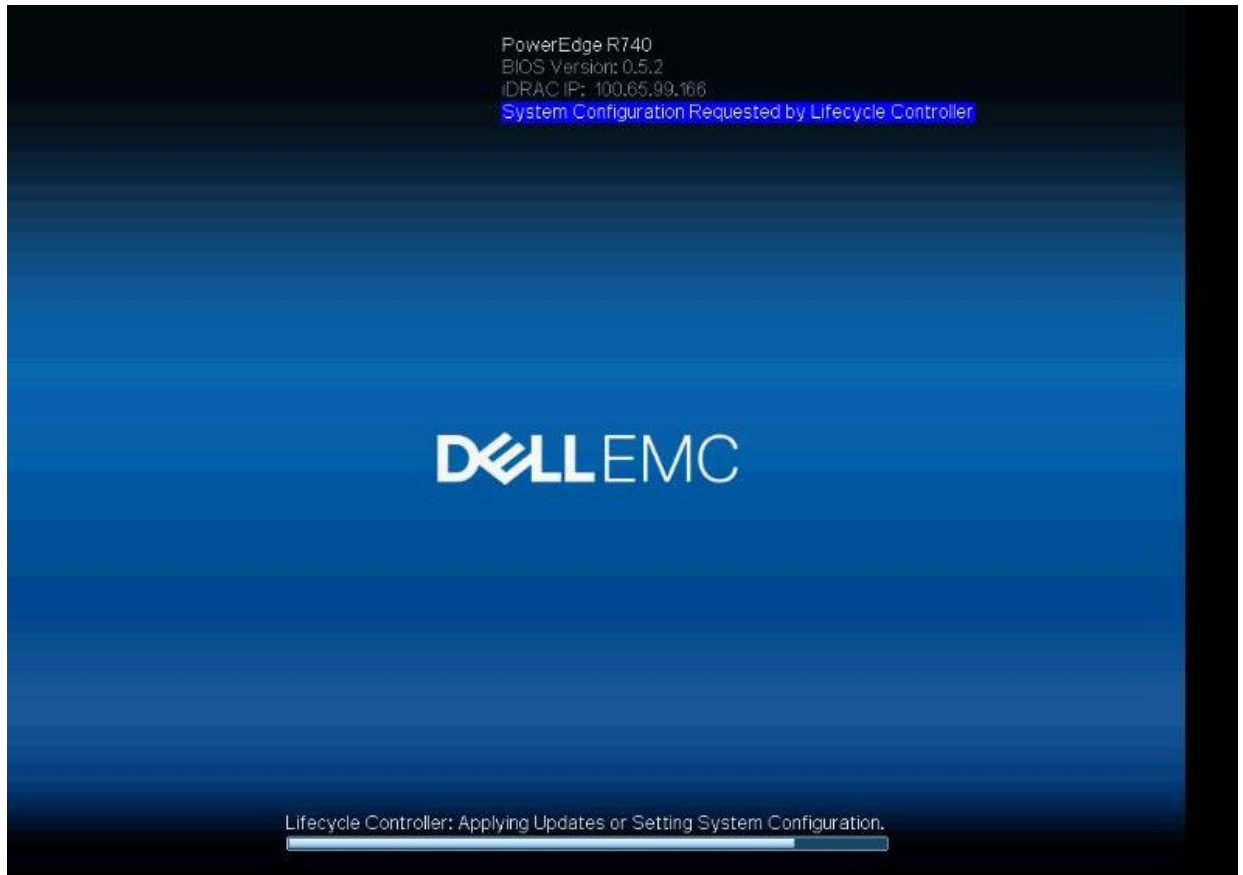 PowerEdge R740
BIOS Version: 0.5.2
iDRAC IP: 100.65.99.166
System Configuration Requested by Lifecycle Controller
DELLEMC
Lifecycle Controller: Applying Updates or Setting System Configuration.